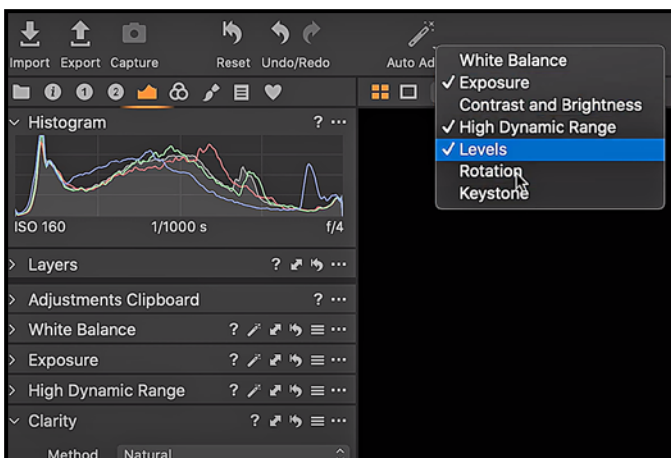 Import Export Capture Reset Undo/Redo Auto
White Balance
✓ Exposure
Contrast and Brightness
✓ High Dynamic Range
✓ Levels
Rotation
Keystone
Histogram ? ...
ISO 160 1/1000 s f/4
Layers ? ...
Adjustments Clipboard ? ...
White Balance ? ...
Exposure ? ...
High Dynamic Range ? ...
Clarity ? ...
Method Natural